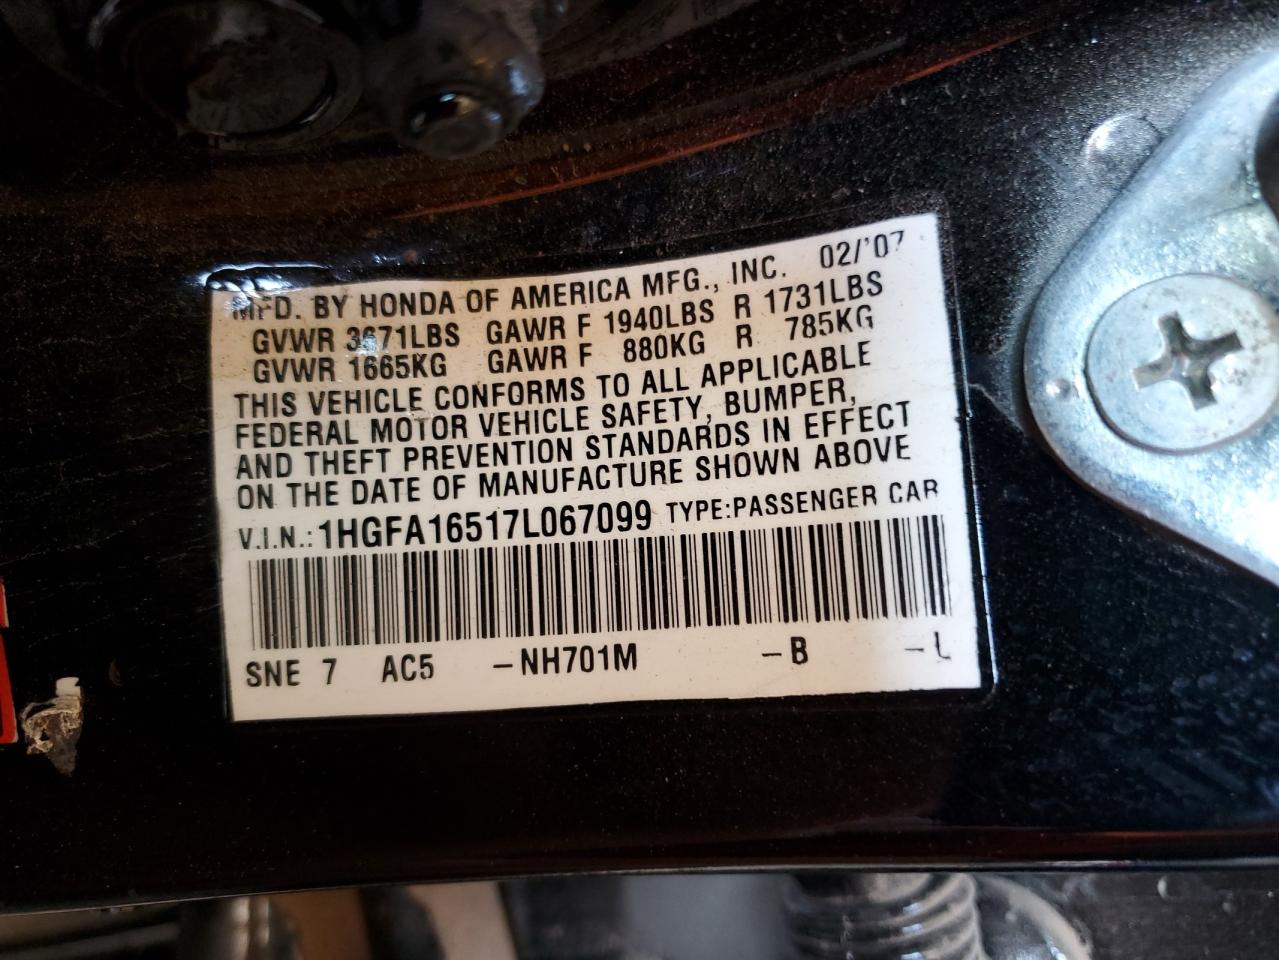 MFD. BY HONDA OF AMERICA MFG., INC. 02/'07
GVWR 3671LBS GAWR F 1940LBS R 1731LBS
GVWR 1665KG GAWR F 880KG R 785KG
THIS VEHICLE CONFORMS TO ALL APPLICABLE
FEDERAL MOTOR VEHICLE SAFETY, BUMPER,
AND THEFT PREVENTION STANDARDS IN EFFECT
ON THE DATE OF MANUFACTURE SHOWN ABOVE
V.I.N.: 1HGFA16517L067099 TYPE:PASSENGER CAR
SNE 7 AC5 -NH701M -B -L